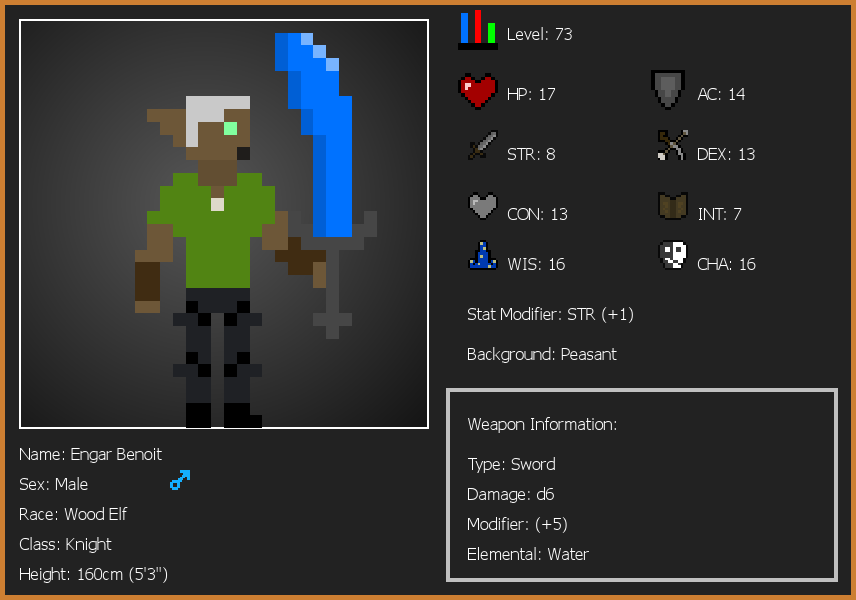 Level: 73
HP: 17
AC: 14
STR: 8
DEX: 13
CON: 13
INT: 7
WIS: 16
CHA: 16
Stat Modifier: STR (+1)
Background: Peasant
Weapon Information:
Type: Sword
Damage: d6
Modifier: (+5)
Elemental: Water
Name: Engar Benoit
Sex: Male
Race: Wood Elf
Class: Knight
Height: 160cm (5'3")